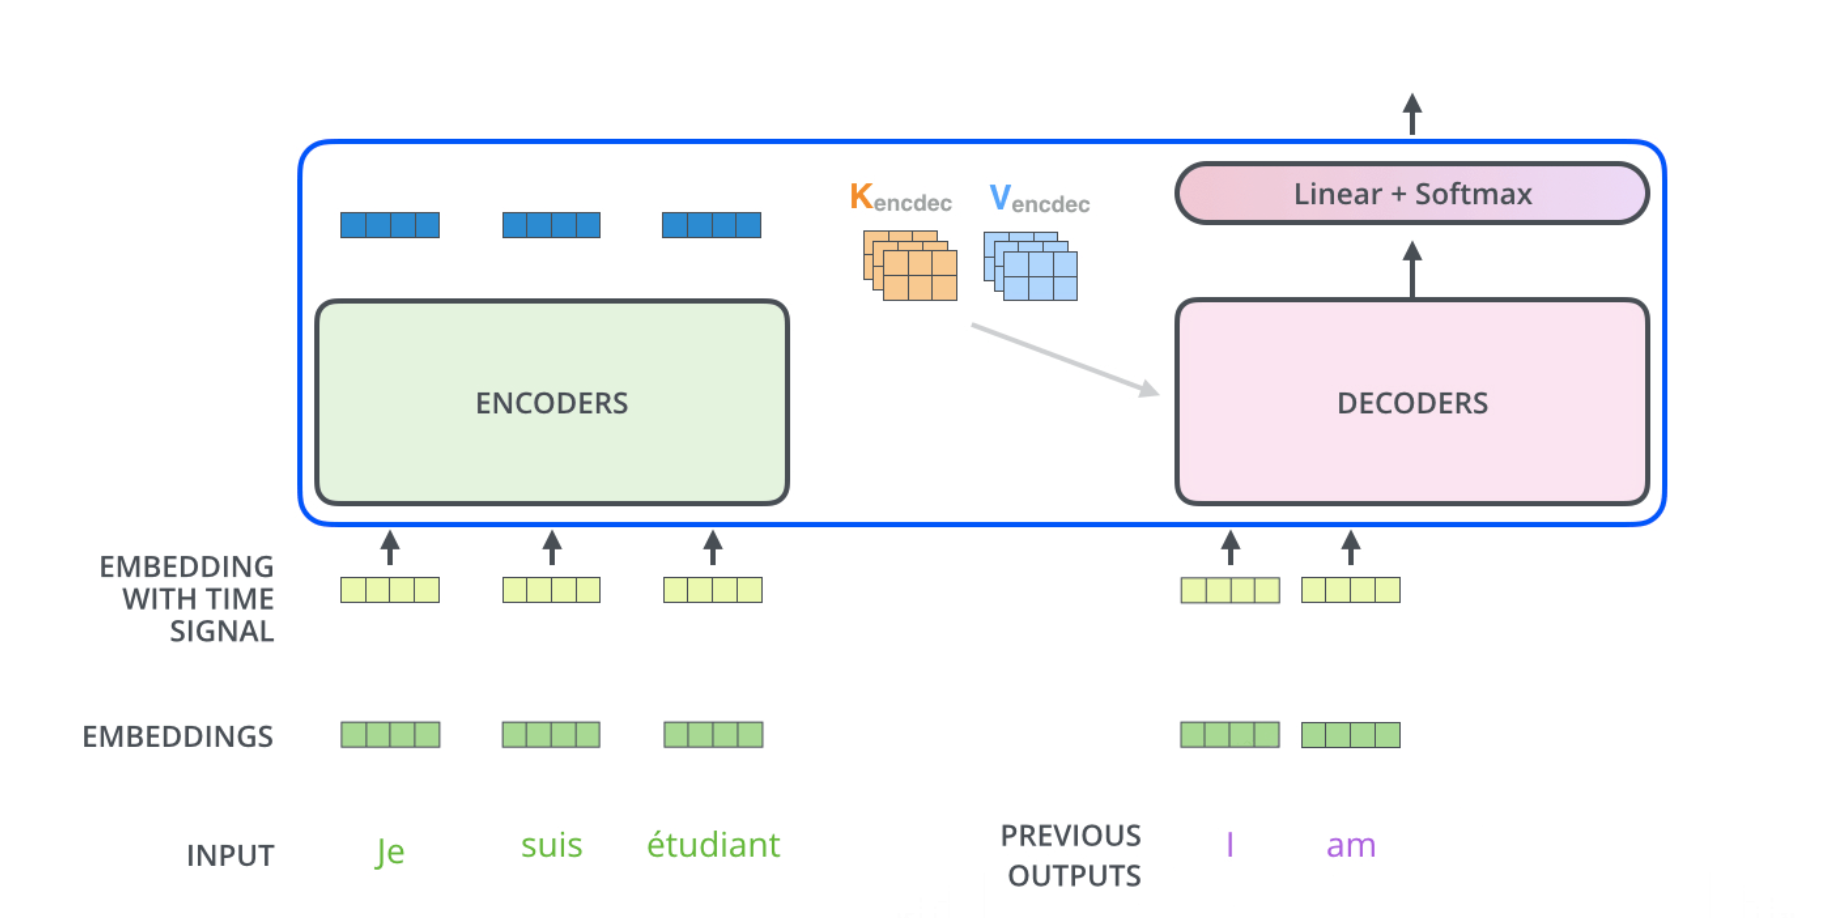 Linear + Softmax
Kencdec
Vencdec
ENCODERS
DECODERS
EMBEDDING
WITH TIME
SIGNAL
EMBEDDINGS
INPUT
Je suis étudiant
PREVIOUS
OUTPUTS
I am